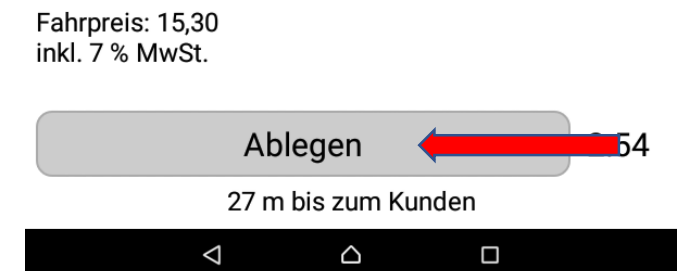 Fahrpreis: 15,30
inkl. 7 % MwSt.
Ablegen
27 m bis zum Kunden